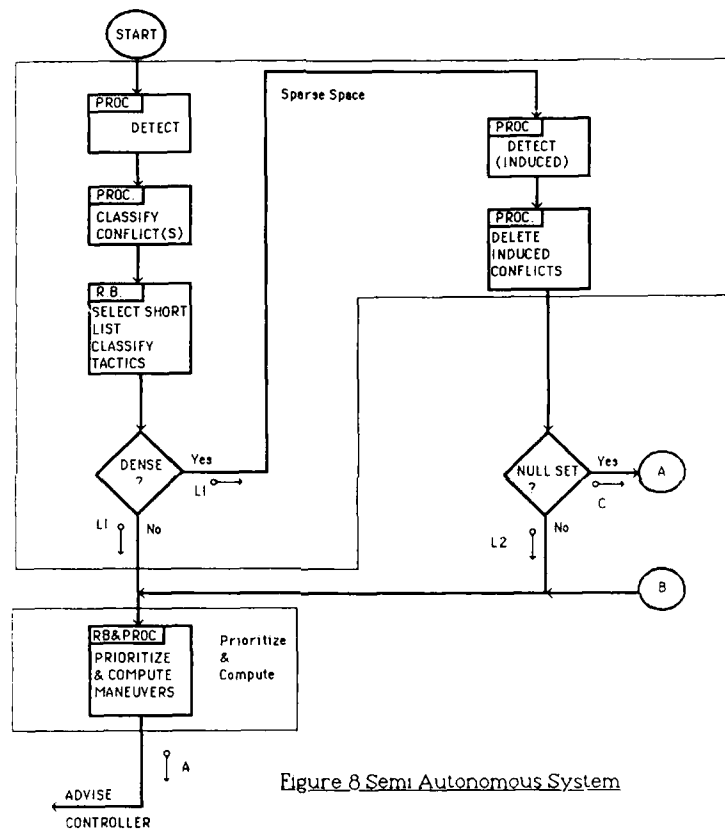 START
Sparse Space
PROC
DETECT
PROC
DETECT
(INDUCED)
PROC.
CLASSIFY
CONFLICT(S)
PROC.
DELETE
INDUCED
CONFLICTS
R.B.
SELECT SHORT
LIST
CLASSIFY
TACTICS
DENSE
?
Yes
L1
L1
No
NULL SET
?
Yes
C
A
L2
No
B
RB&PROC
PRIORITIZE
& COMPUTE
MANEUVERS
Prioritize
&
Compute
A
ADVISE
CONTROLLER
Figure 8 Semi Autonomous System